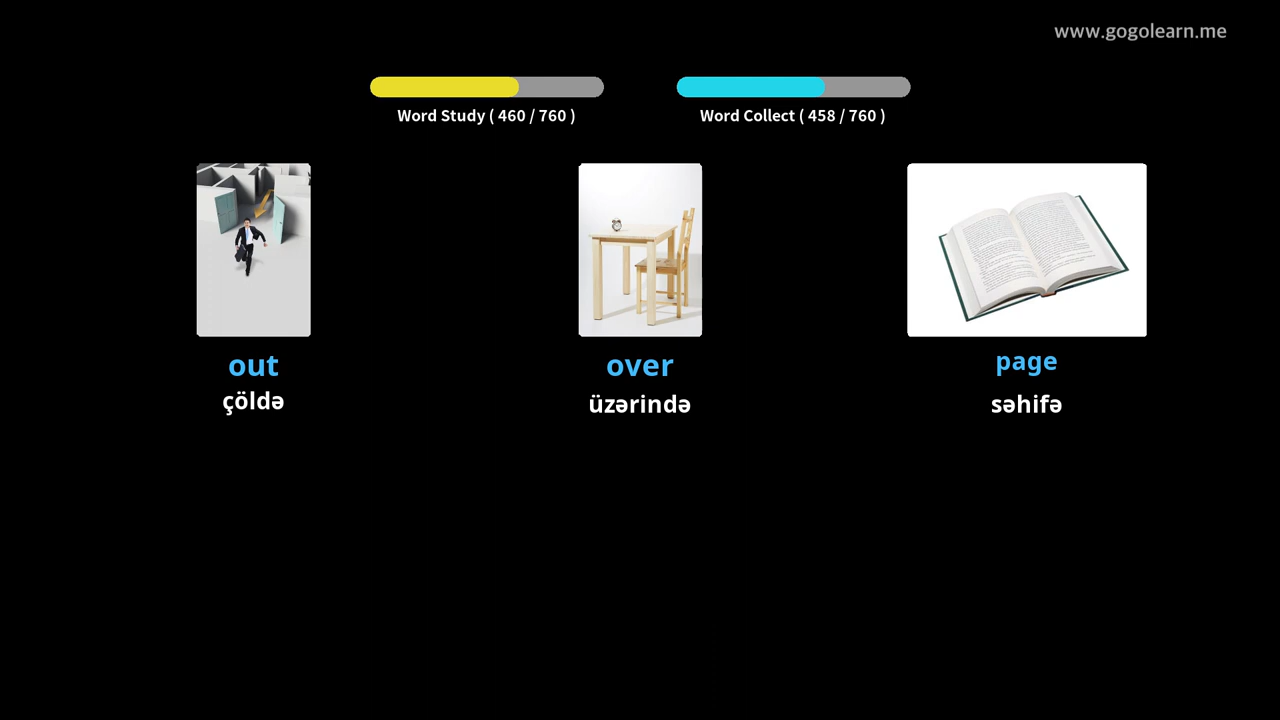 www.gogolearn.me
Word Study ( 460 / 760 )
Word Collect ( 458 / 760 )
out
çöldə
over
üzərində
page
səhifə